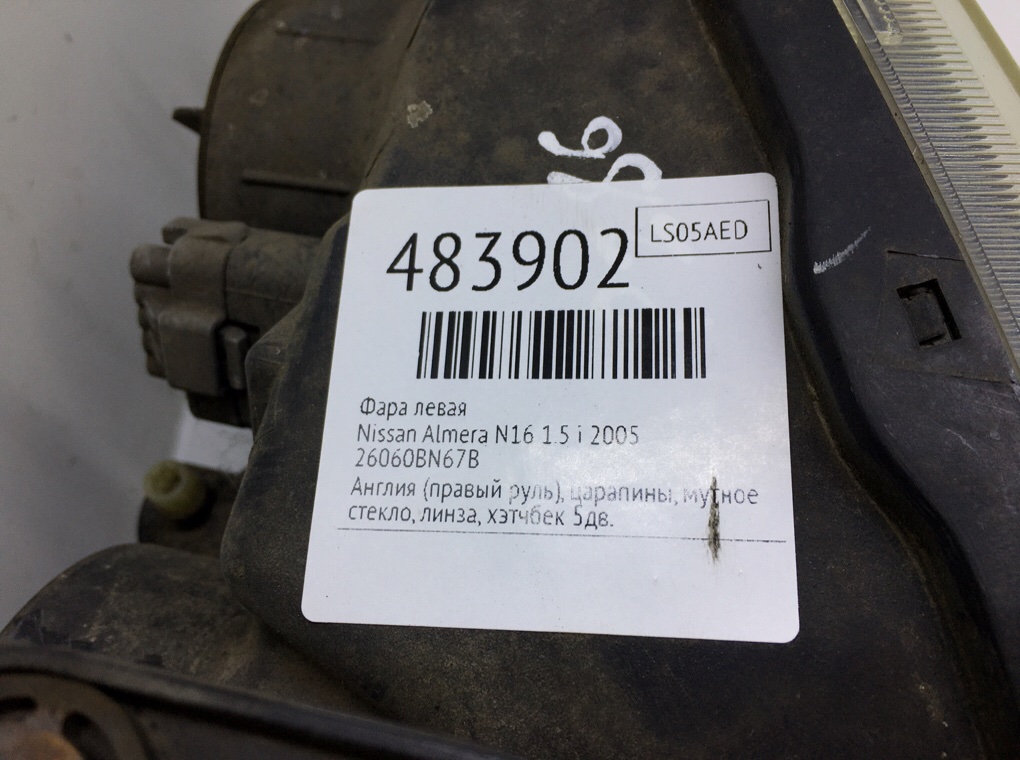 483902
LS05AED
Фара левая
Nissan Almera N16 1.5 i 2005
26060BN67B
Англия (правый руль), царапины, мутное
стекло, линза, хэтчбек 5дв.